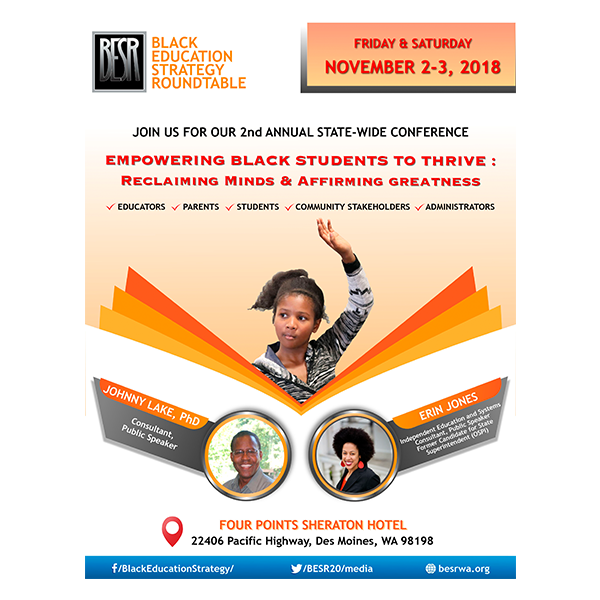 BESR
BLACK
EDUCATION
STRATEGY
ROUNDTABLE
FRIDAY & SATURDAY
NOVEMBER 2-3, 2018
JOIN US FOR OUR 2nd ANNUAL STATE-WIDE CONFERENCE
EMPOWERING BLACK STUDENTS TO THRIVE :
RECLAIMING MINDS & AFFIRMING GREATNESS
✓ EDUCATORS ✓ PARENTS ✓ STUDENTS ✓ COMMUNITY STAKEHOLDERS ✓ ADMINISTRATORS
JOHNNY LAKE, PhD
Consultant,
Public Speaker
ERIN JONES
Independent Education and Systems
Consultant, Public Speaker
Former Candidate for State
Superintendent (OSPI)
FOUR POINTS SHERATON HOTEL
22406 Pacific Highway, Des Moines, WA 98198
/BlackEducationStrategy/
/BESR20/media
besrwa.org